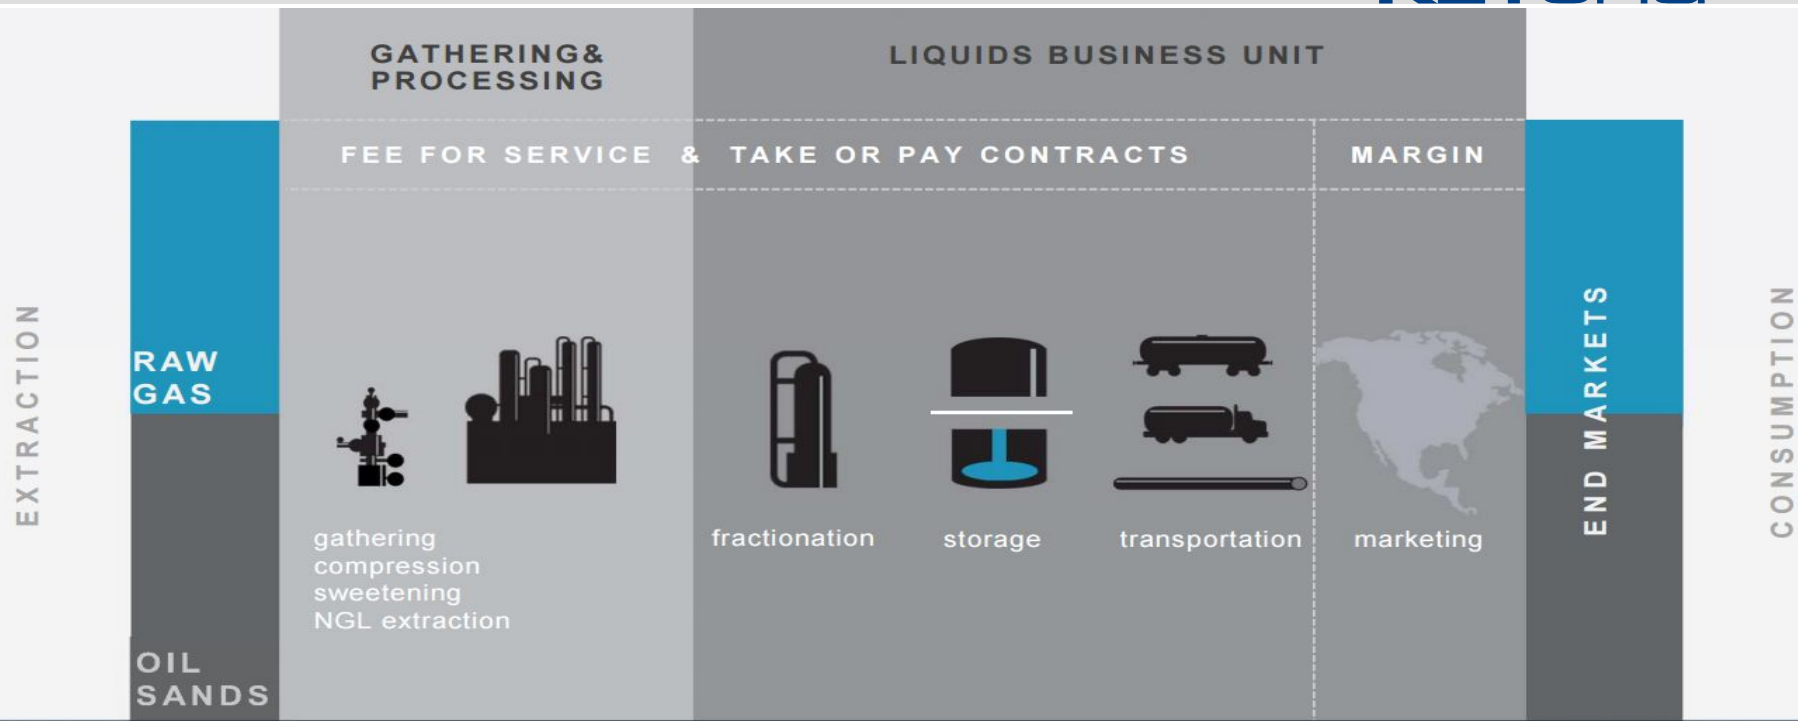 GATHERING&
PROCESSING
LIQUIDS BUSINESS UNIT
FEE FOR SERVICE & TAKE OR PAY CONTRACTS
MARGIN
EXTRACTION
RAW
GAS
OIL
SANDS
gathering
compression
sweetening
NGL extraction
fractionation
storage
transportation
marketing
END MARKETS
CONSUMPTION